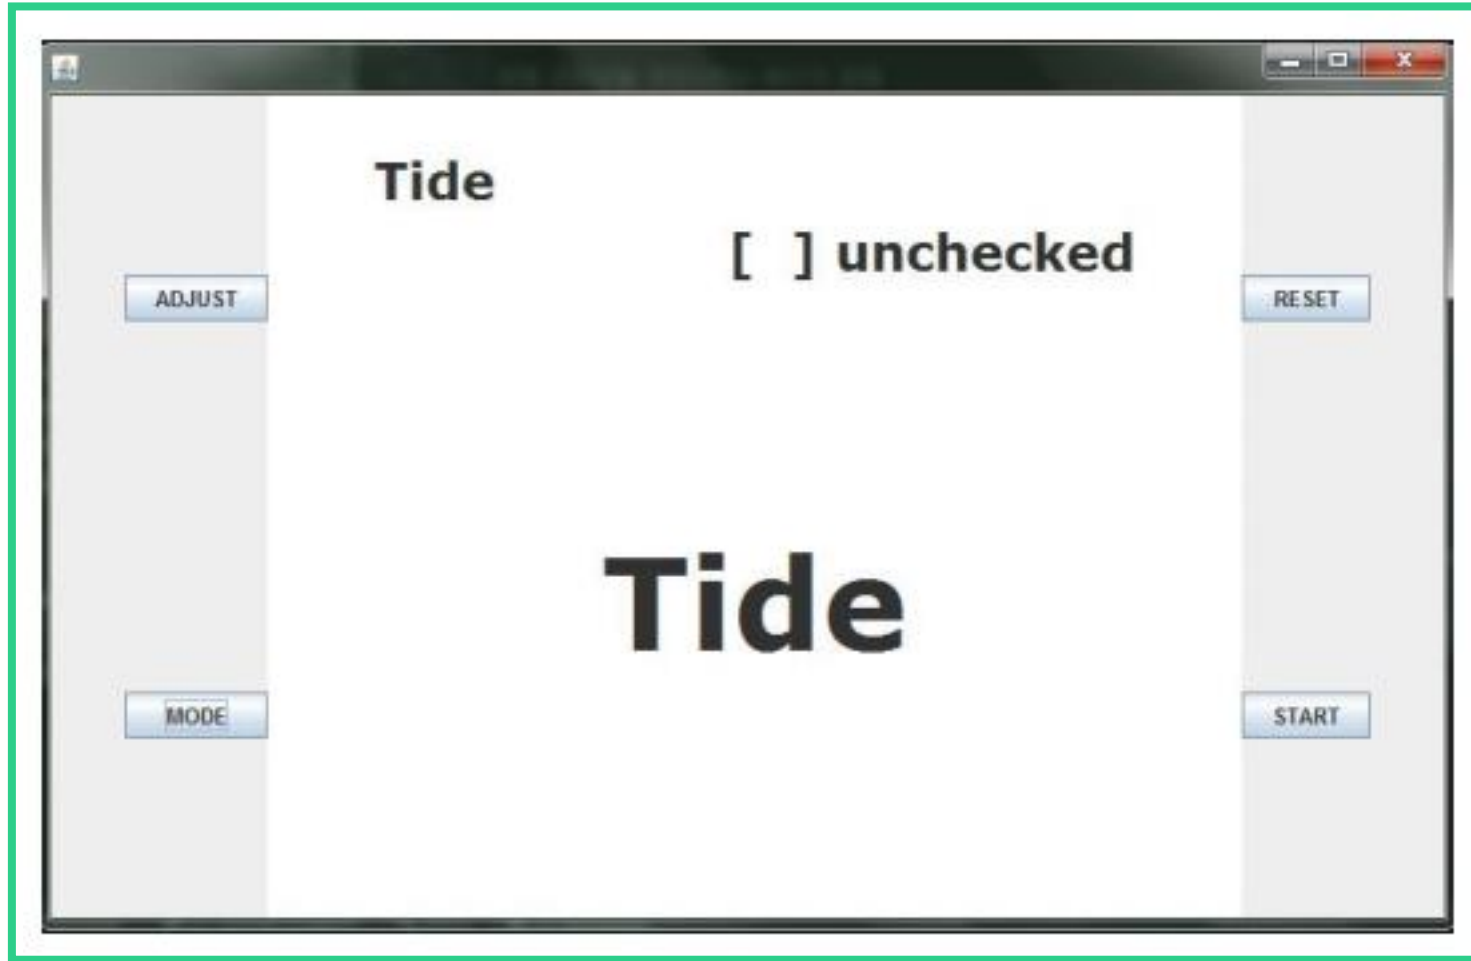 Tide
[ ] unchecked
ADJUST
RESET
Tide
MODE
START